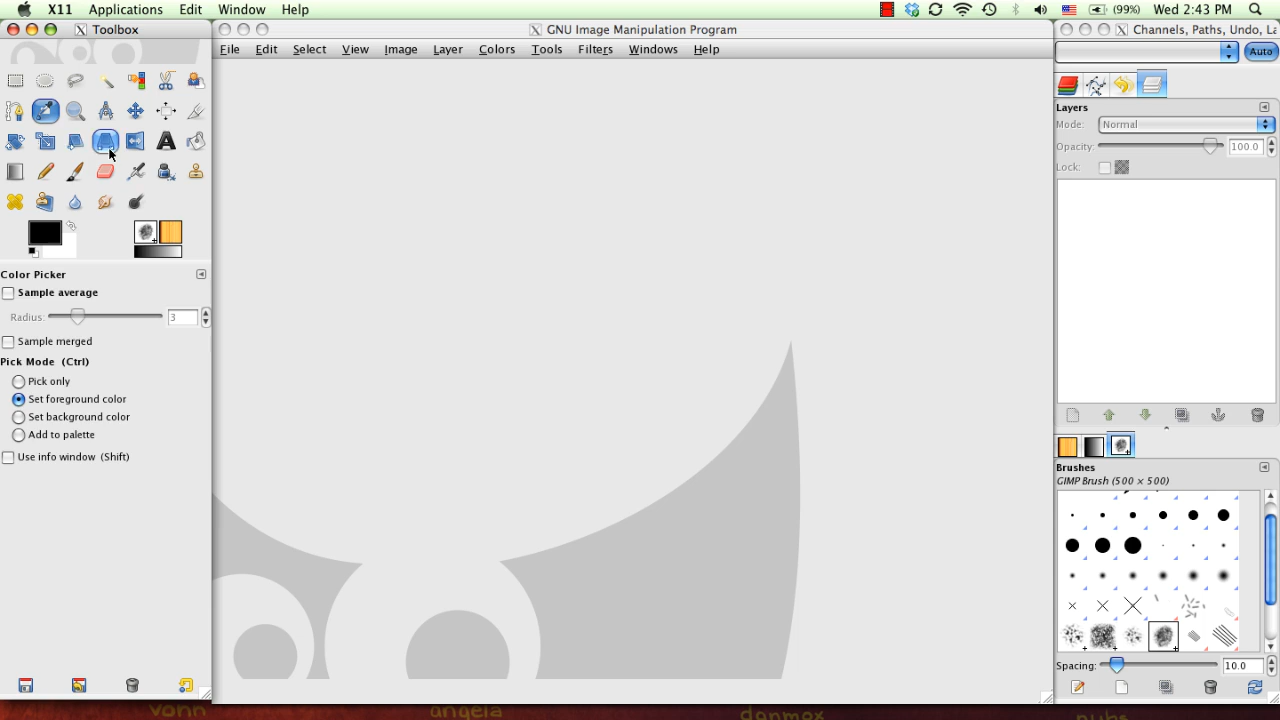 X11 Applications Edit Window Help (99%) Wed 2:43 PM
Toolbox
GNU Image Manipulation Program
Channels, Paths, Undo, La
File Edit Select View Image Layer Colors Tools Filters Windows Help
Auto
Layers
Mode: Normal
Opacity: 100.0
Lock:
Color Picker
Sample average
Radius: 3
Sample merged
Pick Mode (Ctrl)
Pick only
Set foreground color
Set background color
Add to palette
Use info window (Shift)
Brushes
GIMP Brush (500 × 500)
Spacing: 10.0
angela